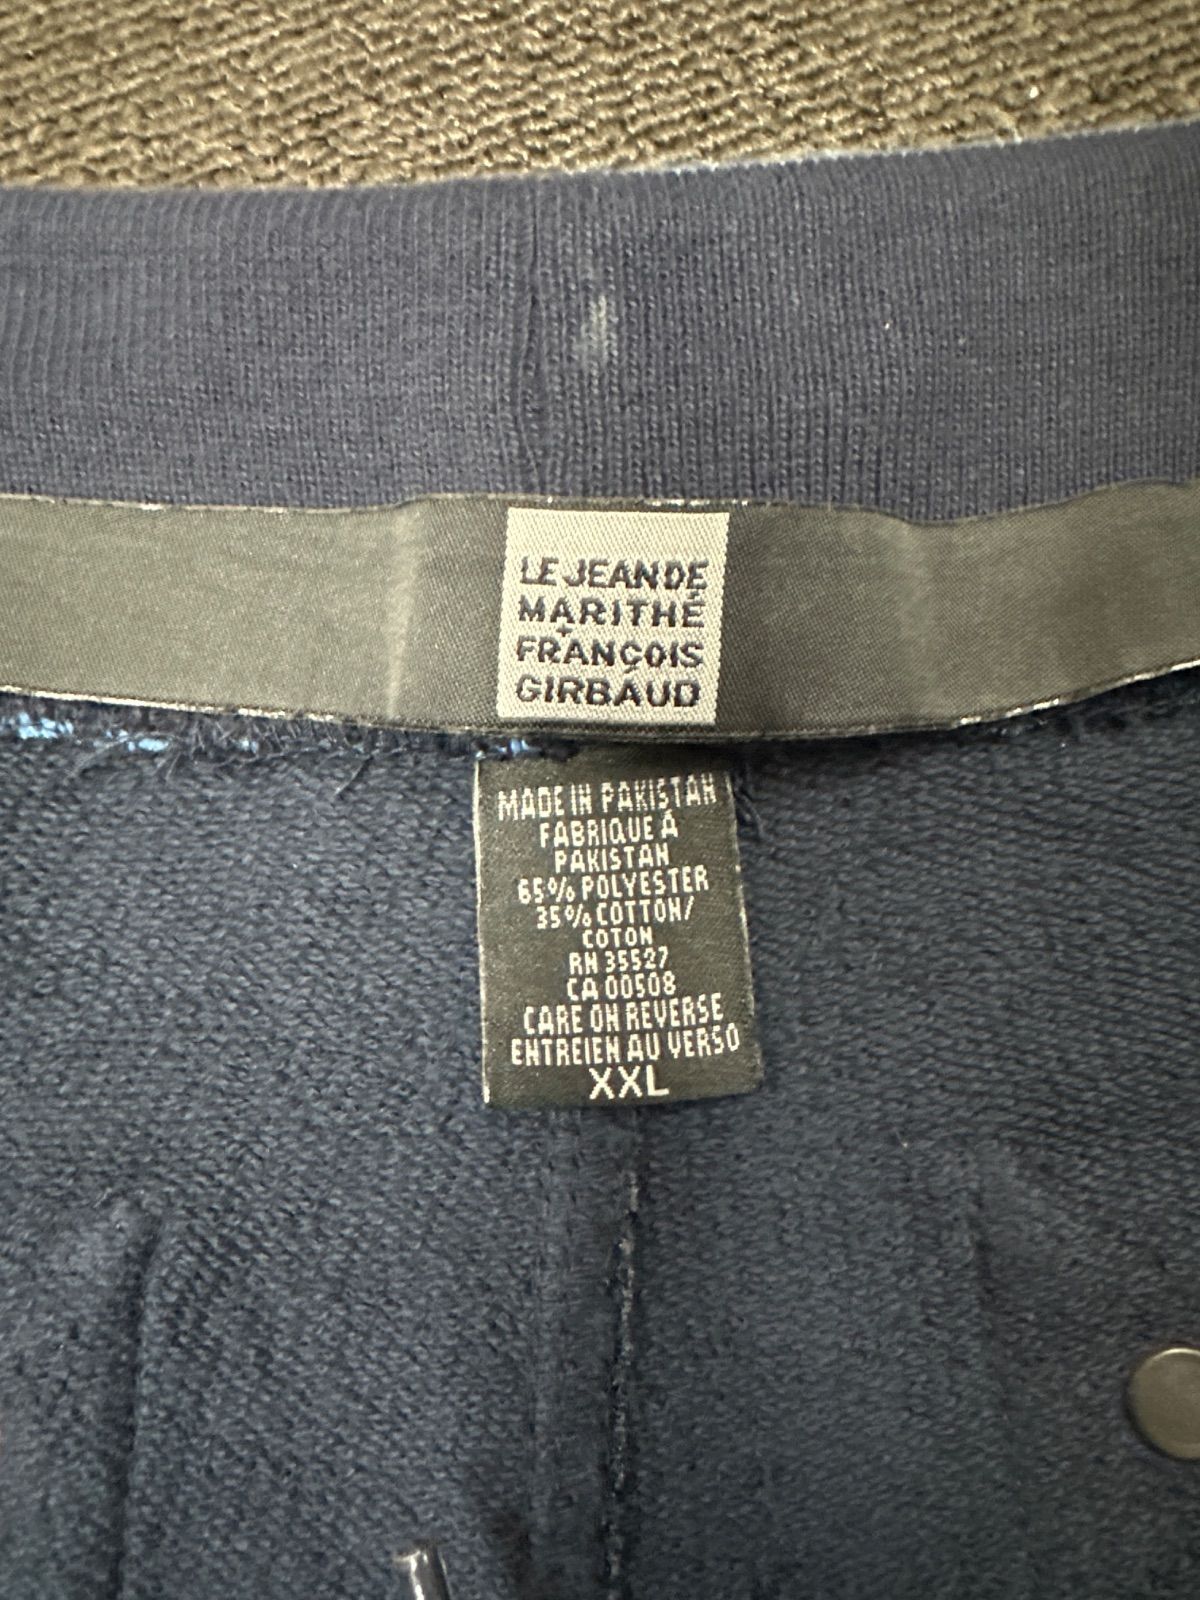 LE JEAN DE
MARITHÉ
+
FRANÇOIS
GIRBAUD
MADE IN PAKISTAN
FABRIQUE À
PAKISTAN
65% POLYESTER
35% COTTON/
COTON
RN 35527
CA 00508
CARE ON REVERSE
ENTREIEN AU VERSO
XXL